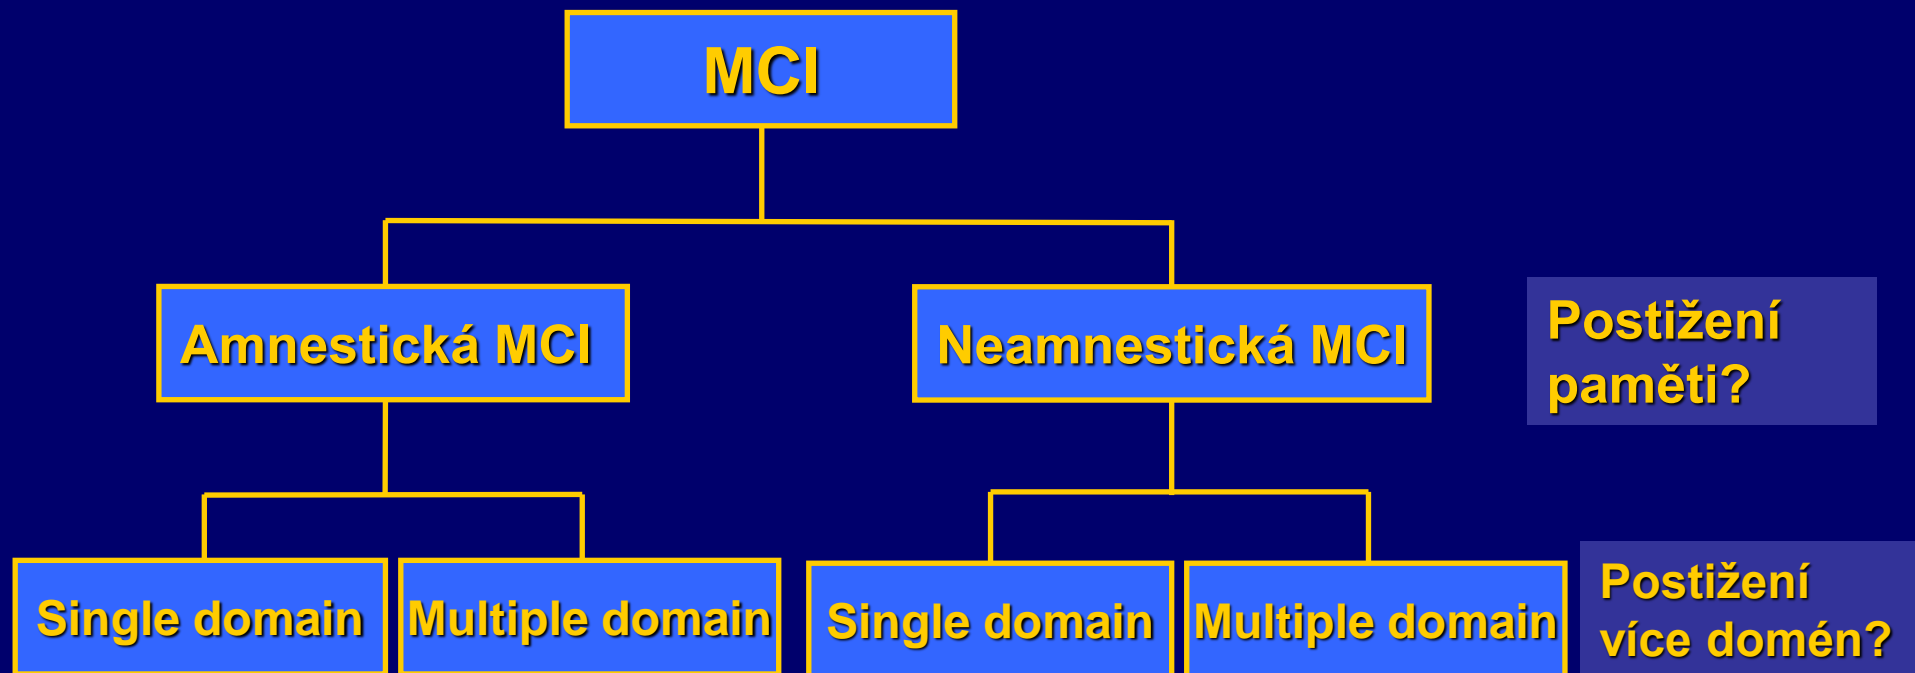 MCI
Amnestická MCI
Neamnestická MCI
Postižení
paměti?
Single domain
Multiple domain
Single domain
Multiple domain
Postižení
více domén?